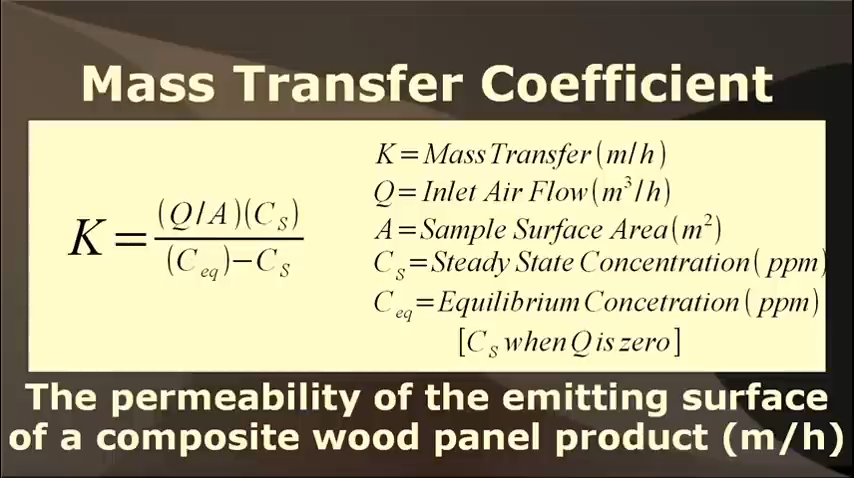 Mass Transfer Coefficient
K=(Q/A)(C_S)/(C_eq)−C_S
K=Mass Transfer(m/h)
Q=Inlet Air Flow(m³/h)
A=Sample Surface Area(m²)
C_S=Steady State Concentration(ppm)
C_eq=Equilibrium Concetration(ppm)
[C_S when Q is zero]
The permeability of the emitting surface
of a composite wood panel product (m/h)